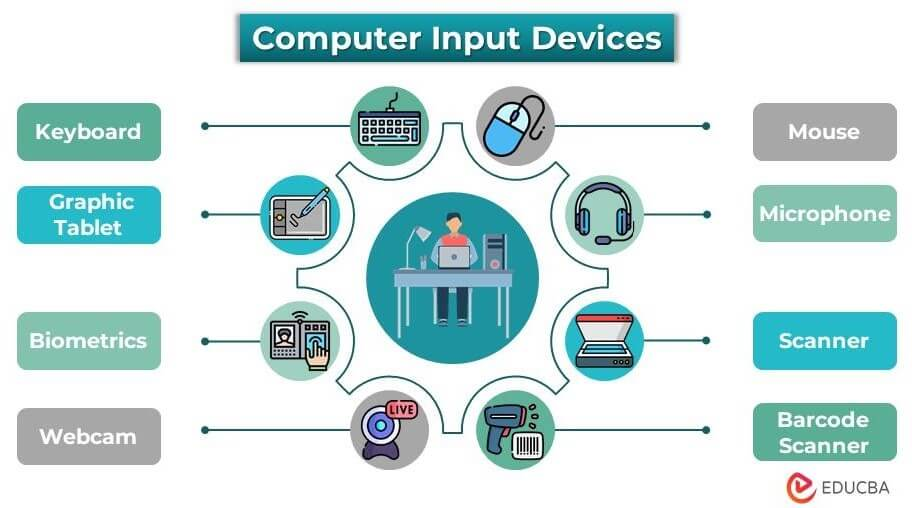 Computer Input Devices
Keyboard
Mouse
Graphic
Tablet
Microphone
Biometrics
Scanner
LIVE
Webcam
Barcode
Scanner
EDUCBA